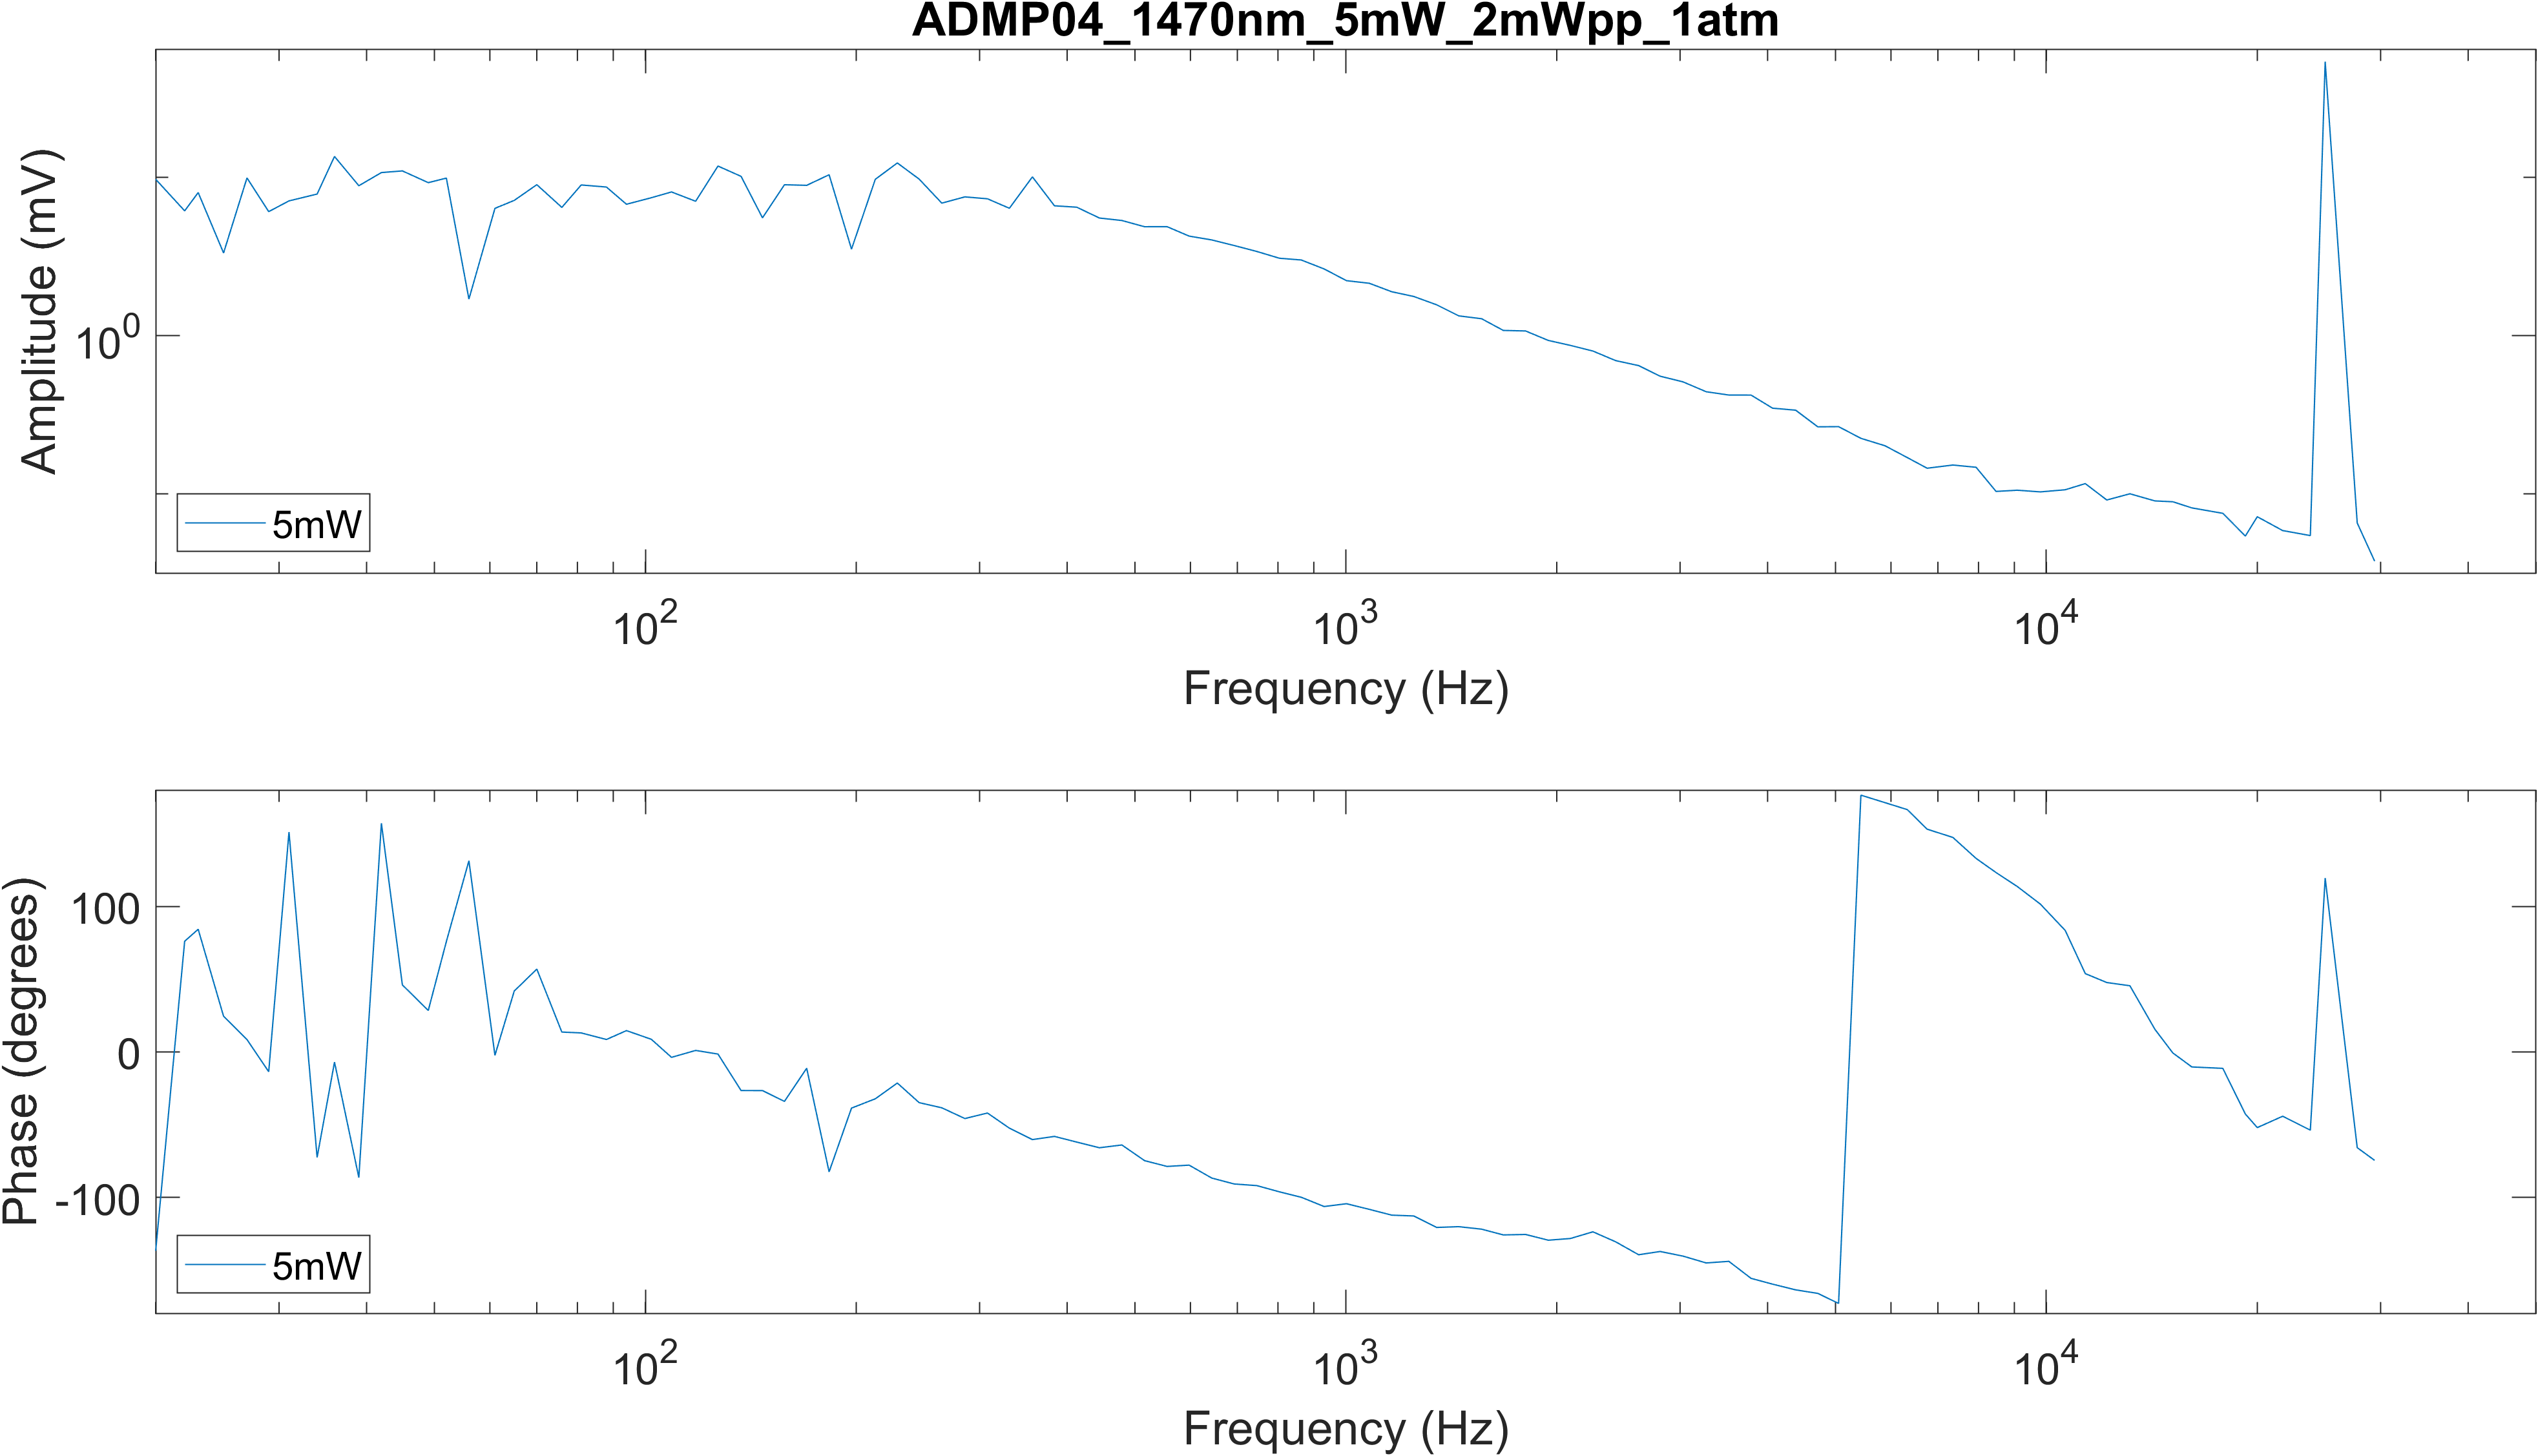 ADMP04_1470nm_5mW_2mWpp_1atm
Amplitude (mV)
10^0
5mW
10^2 10^3 10^4
Frequency (Hz)
Phase (degrees)
100
0
-100
5mW
10^2 10^3 10^4
Frequency (Hz)